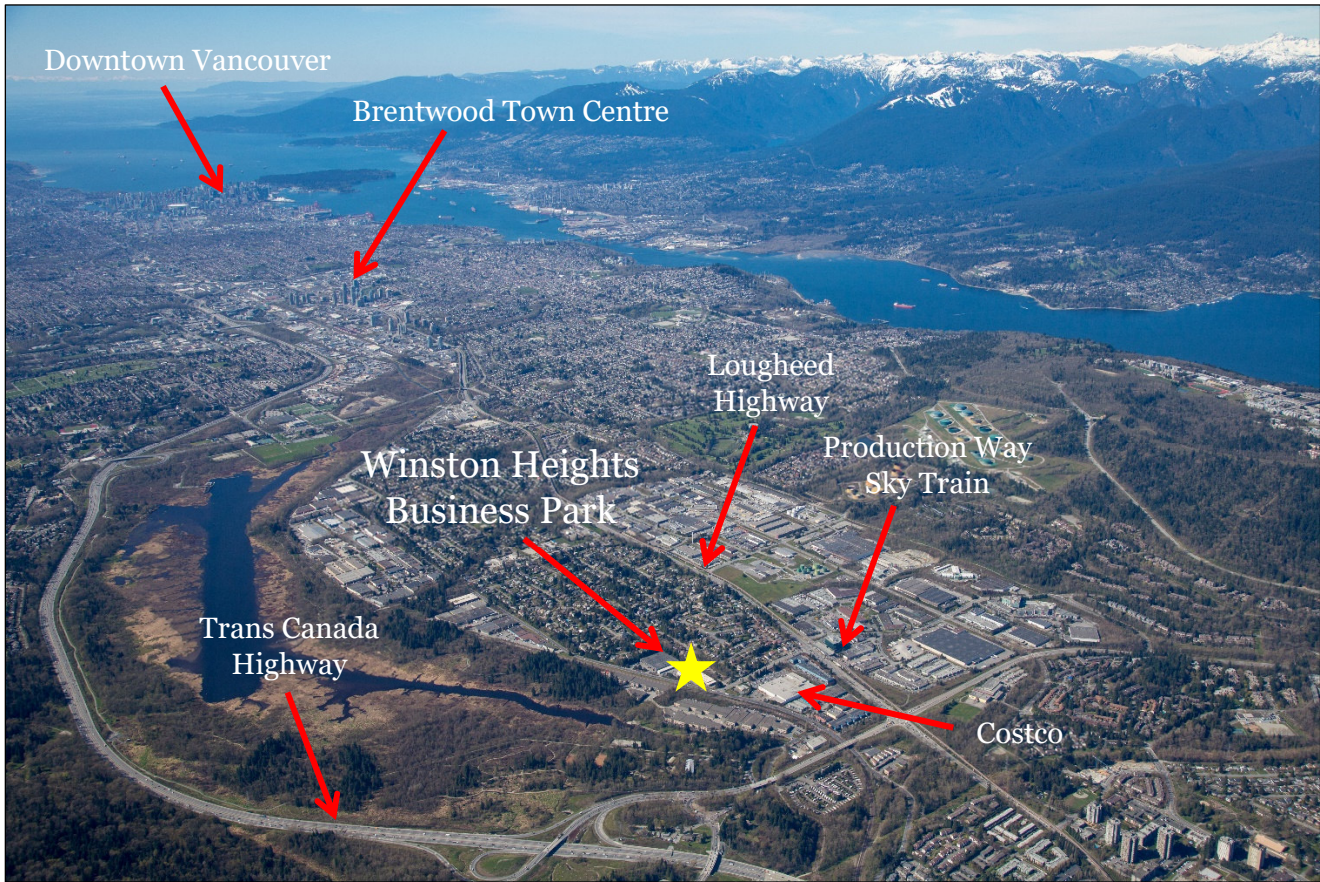 Downtown Vancouver
Brentwood Town Centre
Lougheed
Highway
Production Way
Sky Train
Winston Heights
Business Park
Trans Canada
Highway
Costco